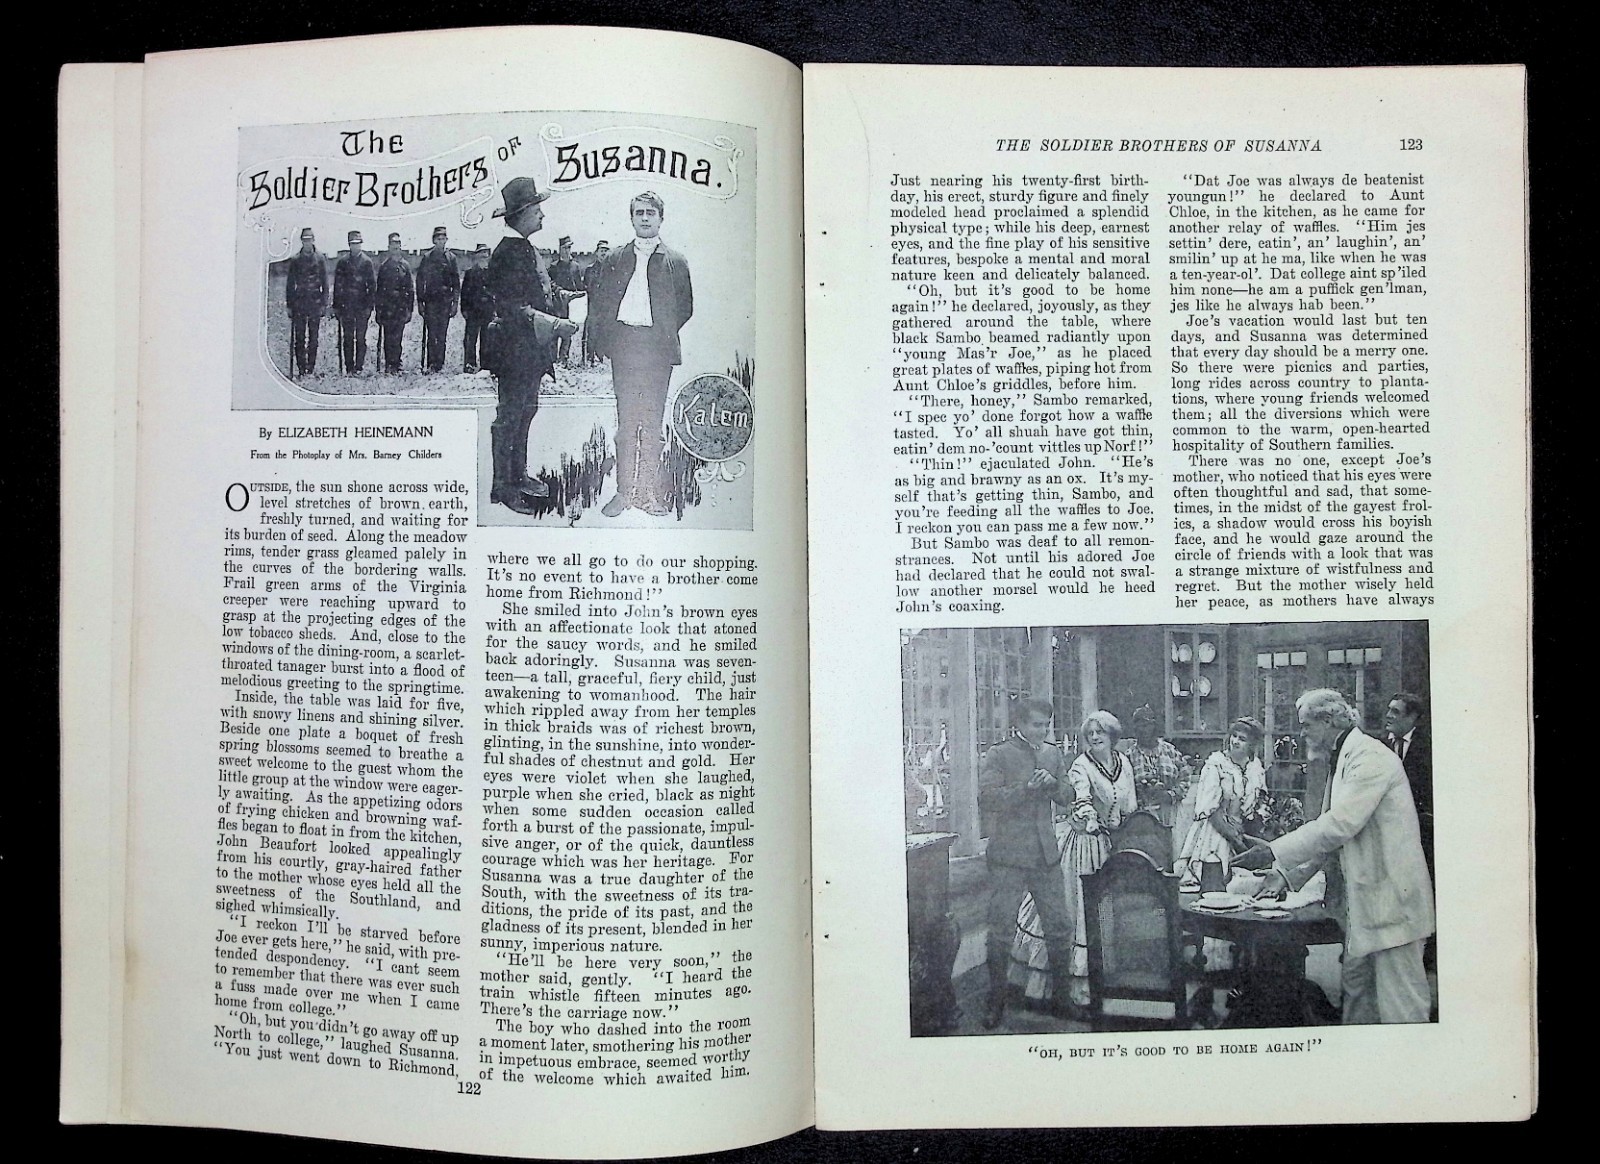 The
Soldier Brothers OF Susanna.
Kalem
By ELIZABETH HEINEMANN
From the Photoplay of Mrs. Barney Childers
OUTSIDE, the sun shone across wide,
level stretches of brown earth,
freshly turned, and waiting for
its burden of seed. Along the meadow
rims, tender grass gleamed palely in
the curves of the bordering walls.
Frail green arms of the Virginia
creeper were reaching upward to
grasp at the projecting edges of the
low tobacco sheds. And, close to the
windows of the dining-room, a scarlet-
throated tanager burst into a flood of
melodious greeting to the springtime.
Inside, the table was laid for five,
with snowy linens and shining silver.
Beside one plate a boquet of fresh
spring blossoms seemed to breathe a
sweet welcome to the guest whom the
little group at the window were eager-
ly awaiting. As the appetizing odors
of frying chicken and browning waf-
fles began to float in from the kitchen,
John Beaufort looked appealingly
from his courtly, gray-haired father
to the mother whose eyes held all the
sweetness of the Southland, and
sighed whimsically.
"I reckon I'll be starved before
Joe ever gets here," he said, with pre-
tended despondency. "I cant seem
to remember that there was ever such
a fuss made over me when I came
home from college."
"Oh, but you didn't go away off up
North to college," laughed Susanna.
"You just went down to Richmond,
where we all go to do our shopping.
It's no event to have a brother come
home from Richmond!"
She smiled into John's brown eyes
with an affectionate look that atoned
for the saucy words, and he smiled
back adoringly. Susanna was seven-
teen—a tall, graceful, fiery child, just
awakening to womanhood. The hair
which rippled away from her temples
in thick braids was of richest brown,
glinting, in the sunshine, into wonder-
ful shades of chestnut and gold. Her
eyes were violet when she laughed,
purple when she cried, black as night
when some sudden occasion called
forth a burst of the passionate, impul-
sive anger, or of the quick, dauntless
courage which was her heritage. For
Susanna was a true daughter of the
South, with the sweetness of its tra-
ditions, the pride of its past, and the
gladness of its present, blended in her
sunny, imperious nature.
"He'll be here very soon," the
mother said, gently. "I heard the
train whistle fifteen minutes ago.
There's the carriage now."
The boy who dashed into the room
a moment later, smothering his mother
in impetuous embrace, seemed worthy
of the welcome which awaited him.
122
THE SOLDIER BROTHERS OF SUSANNA 123
Just nearing his twenty-first birth-
day, his erect, sturdy figure and finely
modeled head proclaimed a splendid
physical type; while his deep, earnest
eyes, and the fine play of his sensitive
features, bespoke a mental and moral
nature keen and delicately balanced.
"Oh, but it's good to be home
again!" he declared, joyously, as they
gathered around the table, where
black Sambo beamed radiantly upon
"young Mas'r Joe," as he placed
great plates of waffles, piping hot from
Aunt Chloe's griddles, before him.
"There, honey," Sambo remarked,
"I spec yo' done forgot how a waffle
tasted. Yo' all shuah have got thin,
eatin' dem no-'count vittles up Norf!"
"Thin!" ejaculated John. "He's
as big and brawny as an ox. It's my-
self that's getting thin, Sambo, and
you're feeding all the waffles to Joe.
I reckon you can pass me a few now."
But Sambo was deaf to all remon-
strances. Not until his adored Joe
had declared that he could not swal-
low another morsel would he heed
John's coaxing.
"Dat Joe was always de beatenist
youngun!" he declared to Aunt
Chloe, in the kitchen, as he came for
another relay of waffles. "Him jes
settin' dere, eatin', an' laughin', an'
smilin' up at he ma, like when he was
a ten-year-ol'. Dat college aint sp'iled
him none—he am a puffick gen'lman,
jes like he always hab been."
Joe's vacation would last but ten
days, and Susanna was determined
that every day should be a merry one.
So there were picnics and parties,
long rides across country to planta-
tions, where young friends welcomed
them; all the diversions which were
common to the warm, open-hearted
hospitality of Southern families.
There was no one, except Joe's
mother, who noticed that his eyes were
often thoughtful and sad, that some-
times, in the midst of the gayest frol-
ics, a shadow would cross his boyish
face, and he would gaze around the
circle of friends with a look that was
a strange mixture of wistfulness and
regret. But the mother wisely held
her peace, as mothers have always
"OH, BUT IT'S GOOD TO BE HOME AGAIN!"